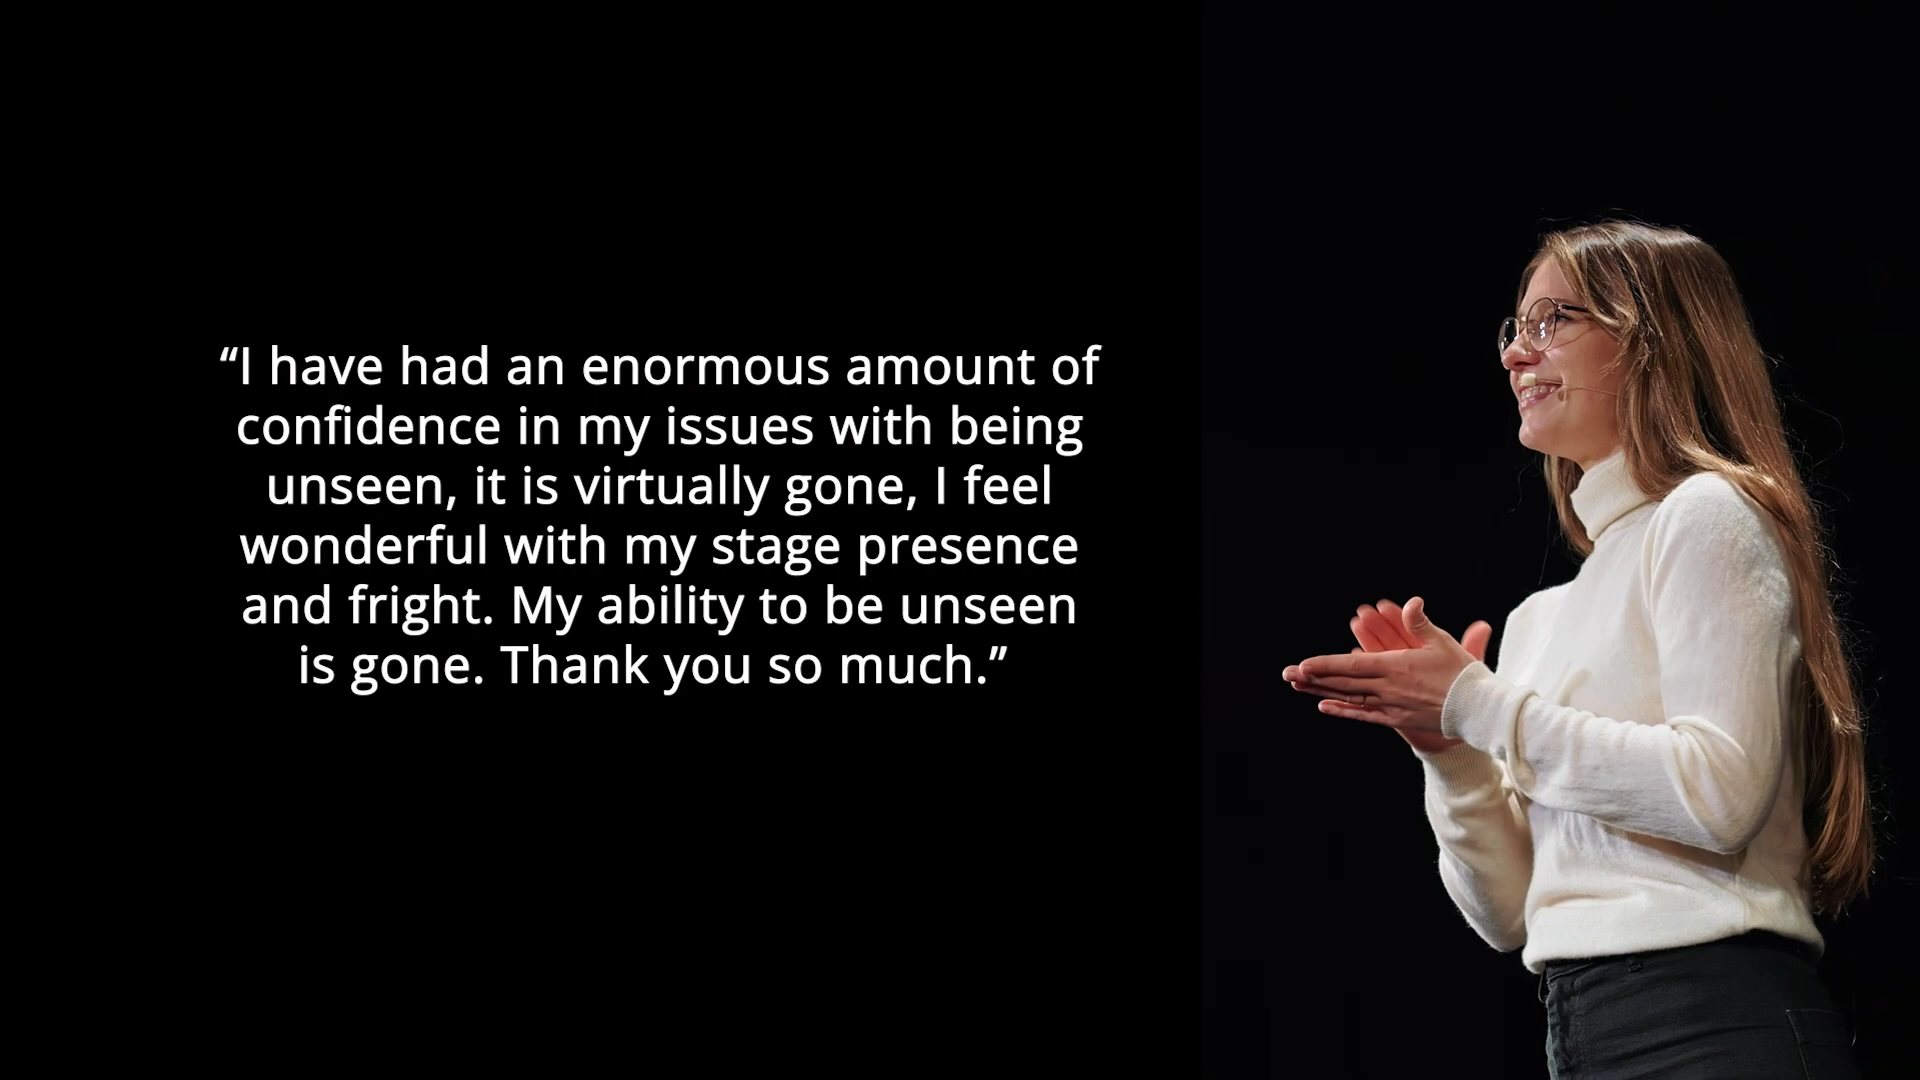 “I have had an enormous amount of
confidence in my issues with being
unseen, it is virtually gone, I feel
wonderful with my stage presence
and fright. My ability to be unseen
is gone. Thank you so much.”